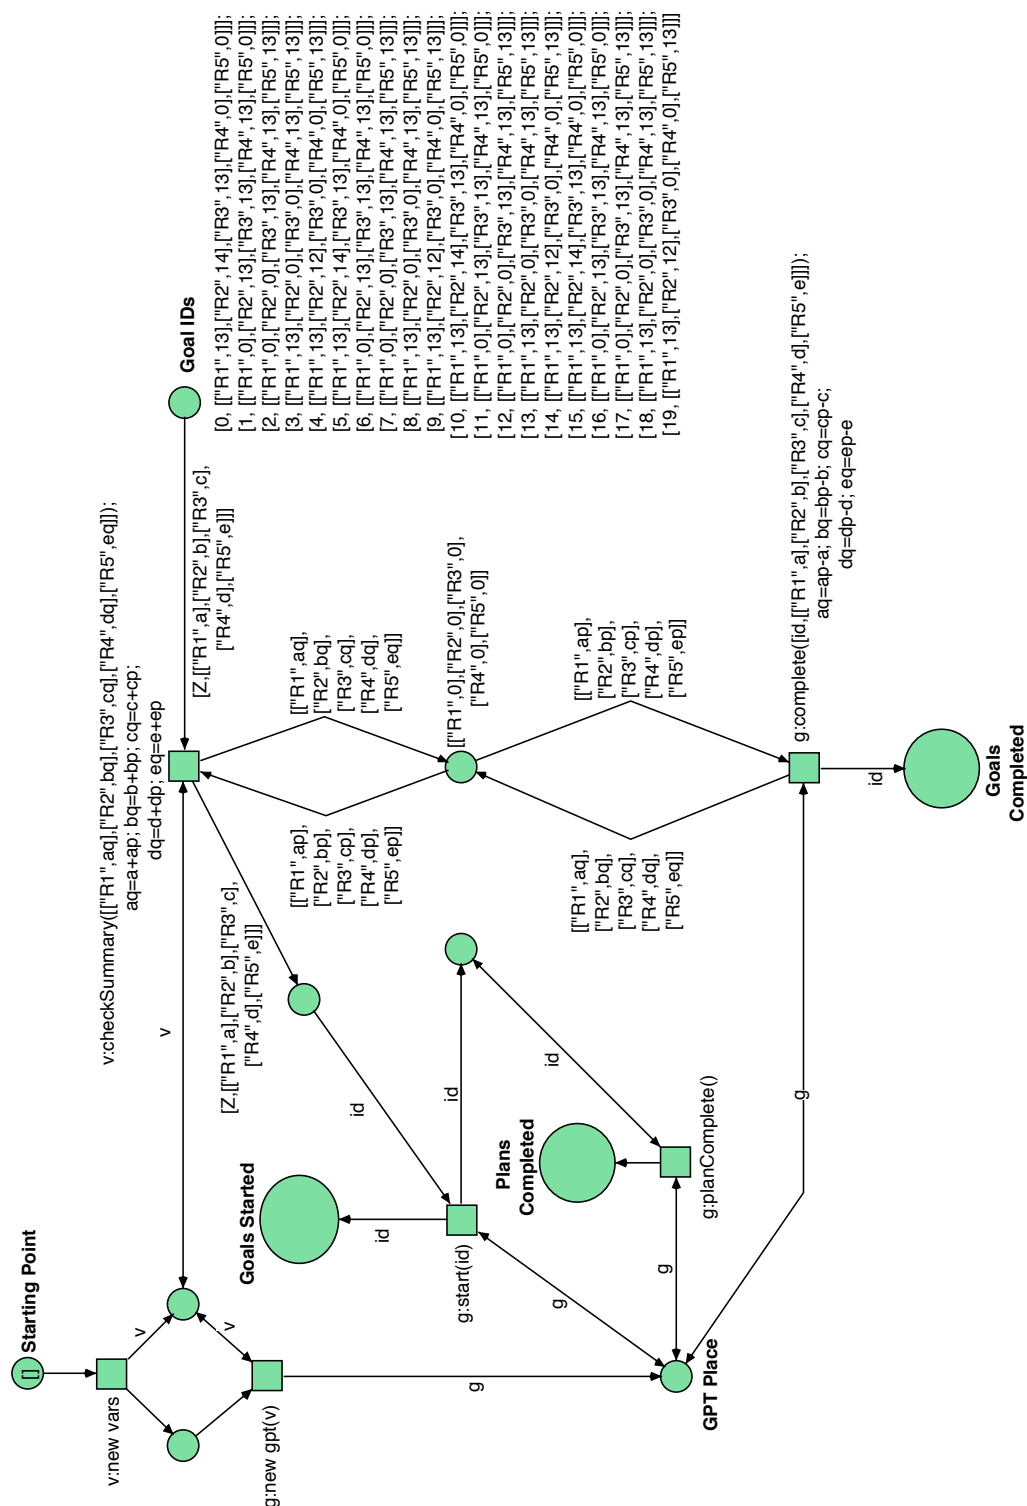 [] Starting Point
v:new vars
v
v
g:new gpt(v)
g
GPT Place
v
v:checkSummary([["R1",aq],["R2",bq],["R3",cq],["R4",dq],["R5",eq]]);
aq=a+ap; bq=b+bp; cq=c+cp;
dq=d+dp; eq=e+ep
Goal IDs
[0, [["R1",13],["R2",14],["R3",13],["R4",0],["R5",0]]];
[1, [["R1",0],["R2",13],["R3",13],["R4",13],["R5",0]]];
[2, [["R1",0],["R2",0],["R3",13],["R4",13],["R5",13]]];
[3, [["R1",13],["R2",0],["R3",0],["R4",13],["R5",13]]];
[4, [["R1",13],["R2",12],["R3",0],["R4",0],["R5",13]]];
[5, [["R1",13],["R2",14],["R3",13],["R4",0],["R5",0]]];
[6, [["R1",0],["R2",13],["R3",13],["R4",13],["R5",0]]];
[7, [["R1",0],["R2",0],["R3",13],["R4",13],["R5",13]]];
[8, [["R1",13],["R2",0],["R3",0],["R4",13],["R5",13]]];
[9, [["R1",13],["R2",12],["R3",0],["R4",0],["R5",13]]];
[10, [["R1",13],["R2",14],["R3",13],["R4",0],["R5",0]]];
[11, [["R1",0],["R2",13],["R3",13],["R4",13],["R5",0]]];
[12, [["R1",0],["R2",0],["R3",13],["R4",13],["R5",13]]];
[13, [["R1",13],["R2",0],["R3",0],["R4",13],["R5",13]]];
[14, [["R1",13],["R2",12],["R3",0],["R4",0],["R5",13]]];
[15, [["R1",13],["R2",14],["R3",13],["R4",0],["R5",0]]];
[16, [["R1",0],["R2",13],["R3",13],["R4",13],["R5",0]]];
[17, [["R1",0],["R2",0],["R3",13],["R4",13],["R5",13]]];
[18, [["R1",13],["R2",0],["R3",0],["R4",13],["R5",13]]];
[19, [["R1",13],["R2",12],["R3",0],["R4",0],["R5",13]]]
[Z,[["R1",a],["R2",b],["R3",c],
["R4",d],["R5",e]]]
[Z,[["R1",a],["R2",b],["R3",c],
["R4",d],["R5",e]]]
Goals Started
id
id
g:start(id)
id
g
[["R1",ap],
["R2",bp],
["R3",cp],
["R4",dp],
["R5",ep]]
[["R1",aq],
["R2",bq],
["R3",cq],
["R4",dq],
["R5",eq]]
[["R1",0],["R2",0],["R3",0],
["R4",0],["R5",0]]
Plans
Completed
id
g
g:planComplete()
[["R1",aq],
["R2",bq],
["R3",cq],
["R4",dq],
["R5",eq]]
[["R1",ap],
["R2",bp],
["R3",cp],
["R4",dp],
["R5",ep]]
g
g:complete([id,[["R1",a],["R2",b],["R3",c],["R4",d],["R5",e]]]);
aq=ap-a; bq=bp-b; cq=cp-c;
dq=dp-d; eq=ep-e
id
Goals
Completed